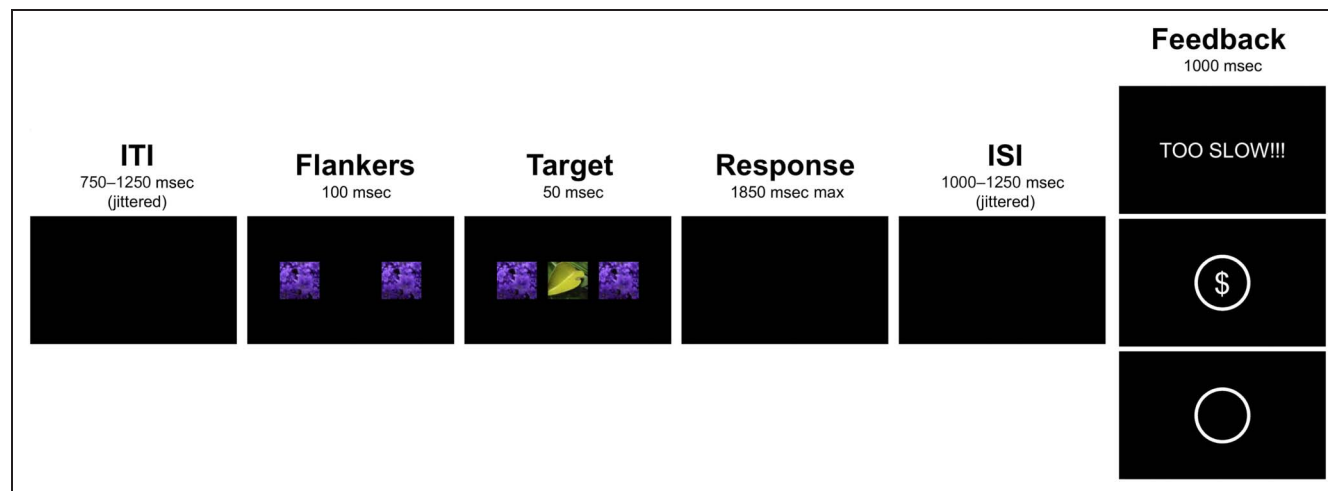 ITI
750–1250 msec
(jittered)
Flankers
100 msec
Target
50 msec
Response
1850 msec max
ISI
1000–1250 msec
(jittered)
Feedback
1000 msec
TOO SLOW!!!
$